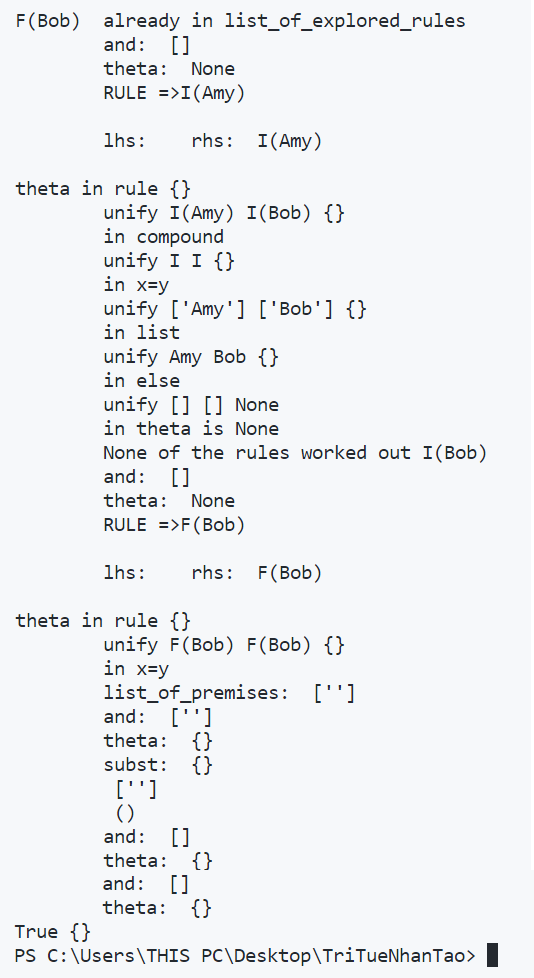 F(Bob)  already in list_of_explored_rules
        and:  []
        theta:  None
        RULE =>I(Amy)

        lhs:    rhs:  I(Amy)

theta in rule {}
        unify I(Amy) I(Bob) {}
        in compound
        unify I I {}
        in x=y
        unify ['Amy'] ['Bob'] {}
        in list
        unify Amy Bob {}
        in else
        unify [] [] None
        in theta is None
        None of the rules worked out I(Bob)
        and:  []
        theta:  None
        RULE =>F(Bob)

        lhs:    rhs:  F(Bob)

theta in rule {}
        unify F(Bob) F(Bob) {}
        in x=y
        list_of_premises:  ['']
        and:  ['']
        theta:  {}
        subst:  {}
         ['']
         ()
        and:  []
        theta:  {}
        and:  []
        theta:  {}
True {}
PS C:\Users\THIS PC\Desktop\TriTueNhanTao>